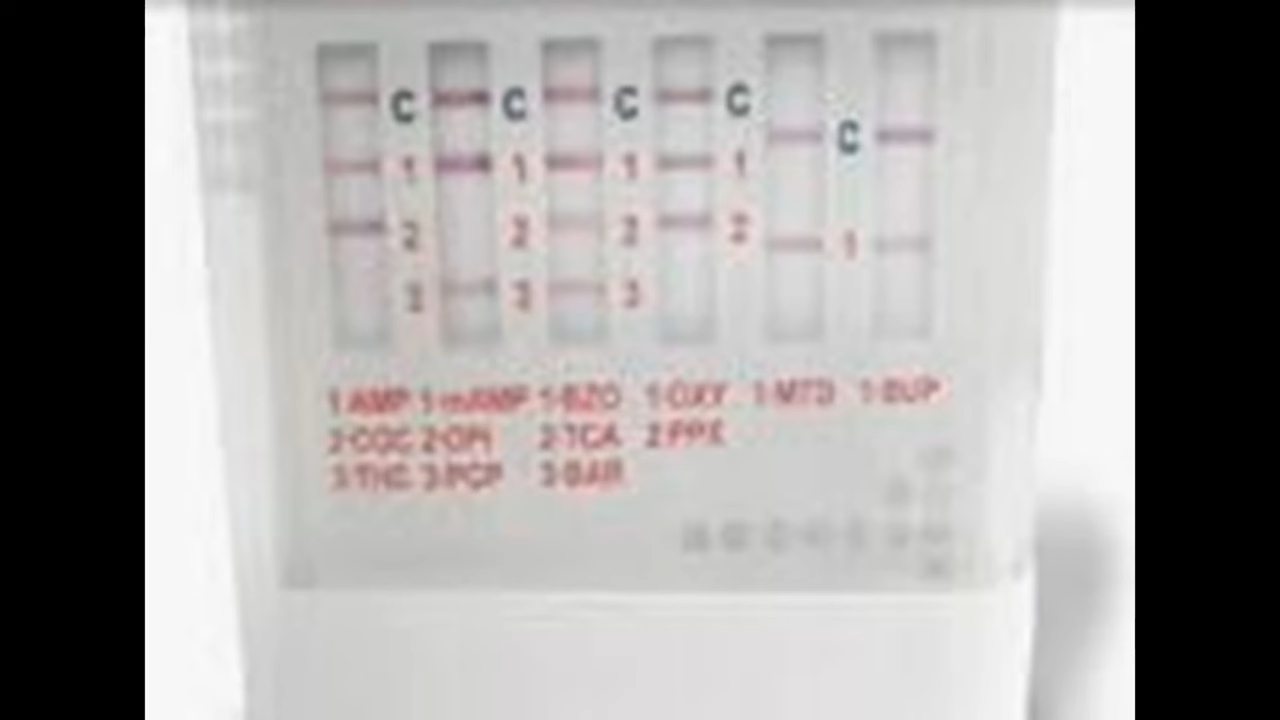 C C C C
C
1 1 1 1
2 2 2 2
1
3 3 3
1 AMP 1 mAMP 1-BZO 1 OXY 1-MTD 1-BUP
2 COC 2-OPI 2-TCA 2 PPX
3 THC 3-PCP 3-BAR